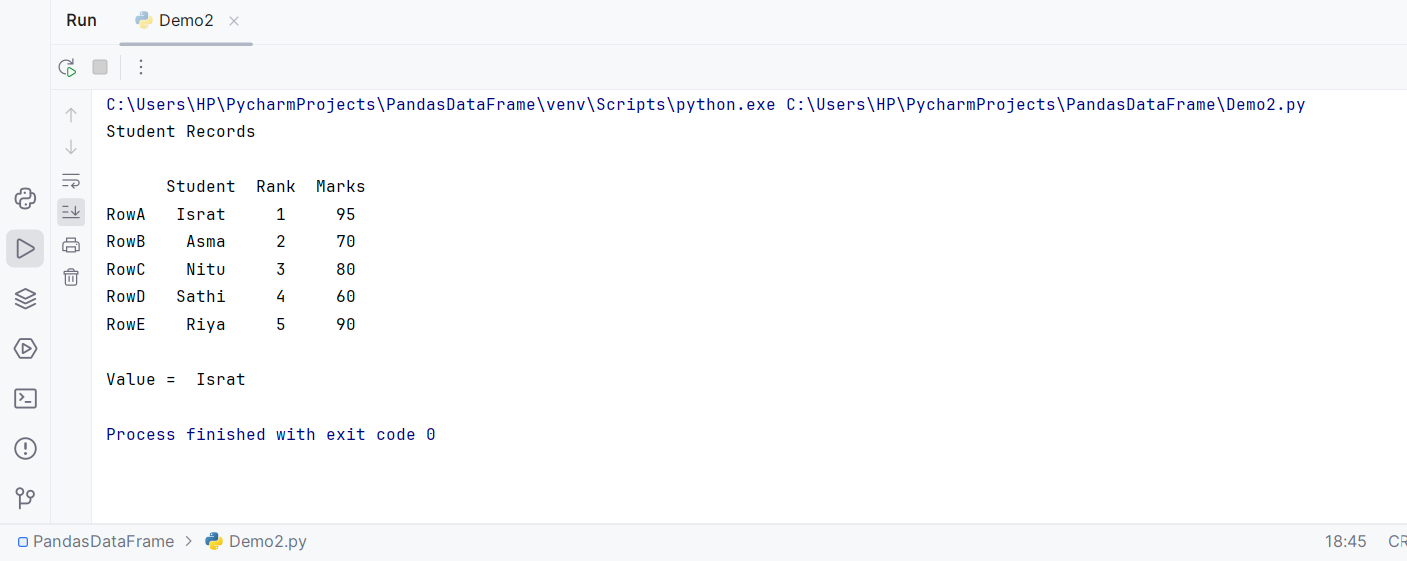 Run Demo2
C:\Users\HP\PycharmProjects\PandasDataFrame\venv\Scripts\python.exe C:\Users\HP\PycharmProjects\PandasDataFrame\Demo2.py
Student Records
Student Rank Marks
RowA Israt 1 95
RowB Asma 2 70
RowC Nitu 3 80
RowD Sathi 4 60
RowE Riya 5 90
Value = Israt
Process finished with exit code 0
PandasDataFrame > Demo2.py 18:45 CR